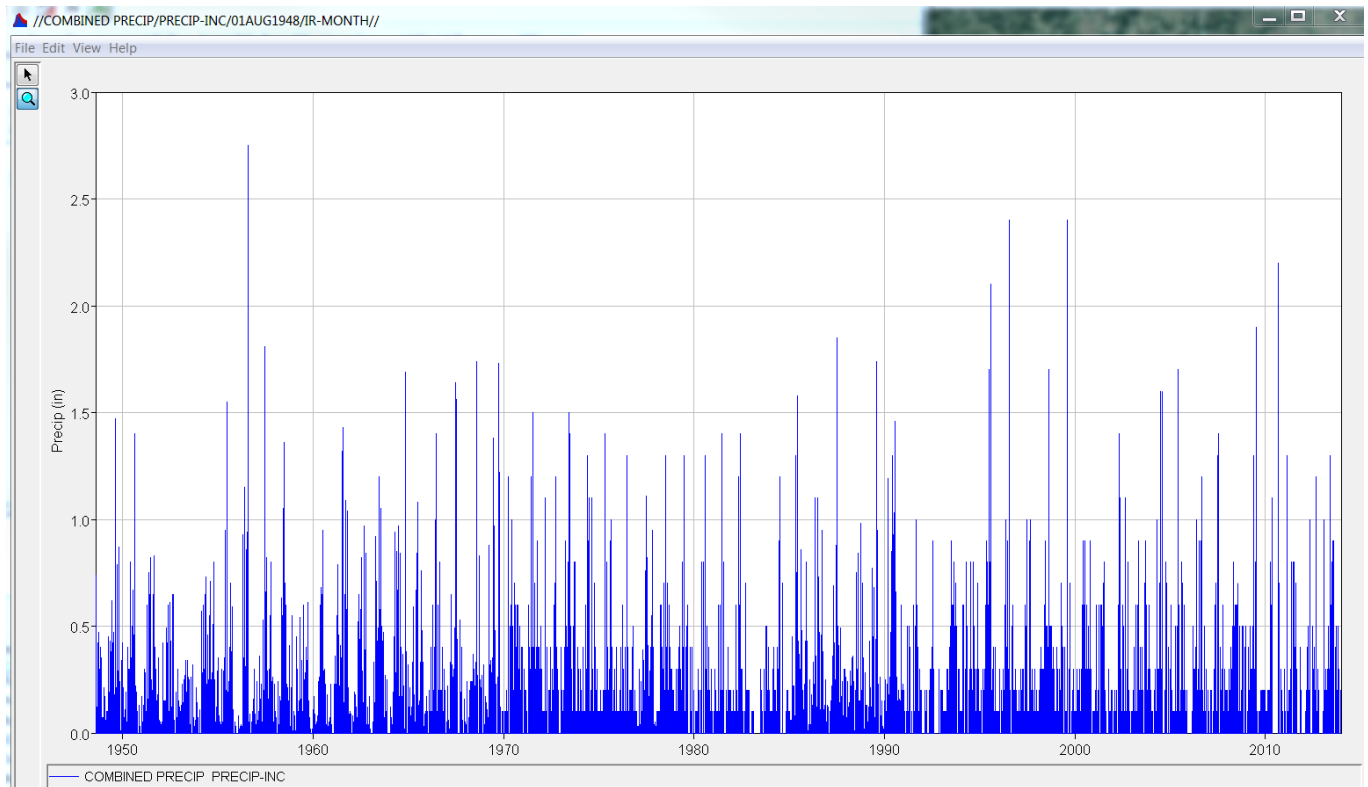 //COMBINED PRECIP/PRECIP-INC/01AUG1948/IR-MONTH//
File Edit View Help
3.0
2.5
2.0
1.5
1.0
0.5
0.0
Precip (in)
1950 1960 1970 1980 1990 2000 2010
COMBINED PRECIP PRECIP-INC